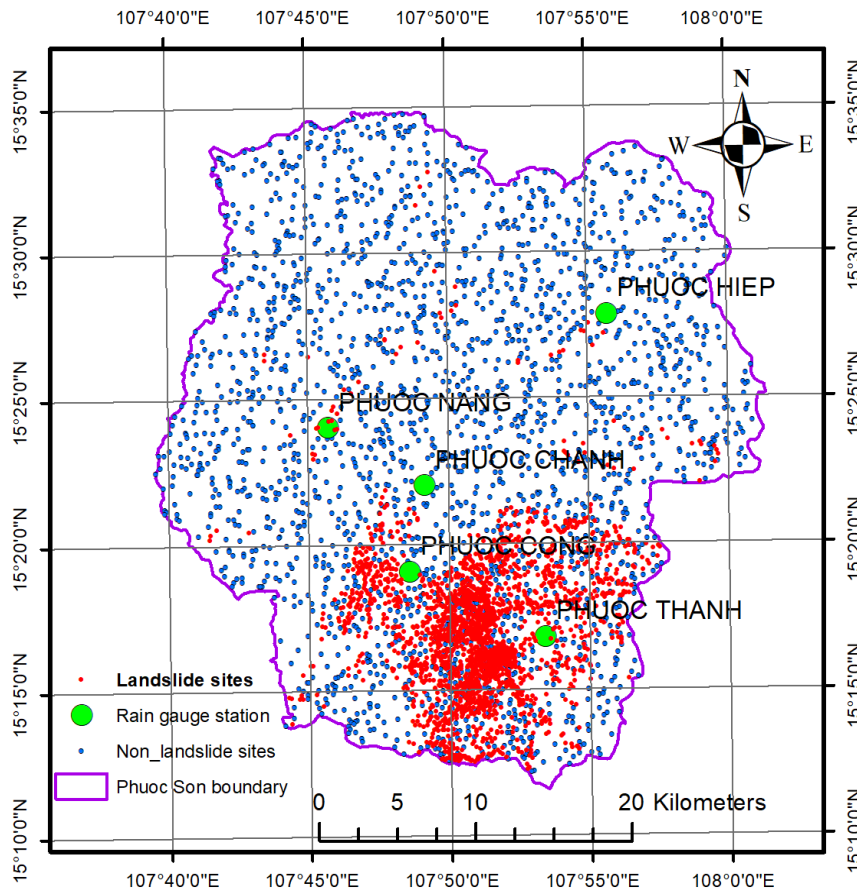 107°40'0"E 107°45'0"E 107°50'0"E 107°55'0"E 108°0'0"E
15°35'0"N 15°35'0"N
N
W E
S
15°30'0"N 15°30'0"N
PHUOC HIEP
15°25'0"N 15°25'0"N
PHUOC NANG
PHUOC CHANH
15°20'0"N 15°20'0"N
PHUOC CONG
PHUOC THANH
15°15'0"N 15°15'0"N
Landslide sites
Rain gauge station
Non_landslide sites
Phuoc Son boundary
0 5 10 20 Kilometers
15°10'0"N 15°10'0"N
107°40'0"E 107°45'0"E 107°50'0"E 107°55'0"E 108°0'0"E